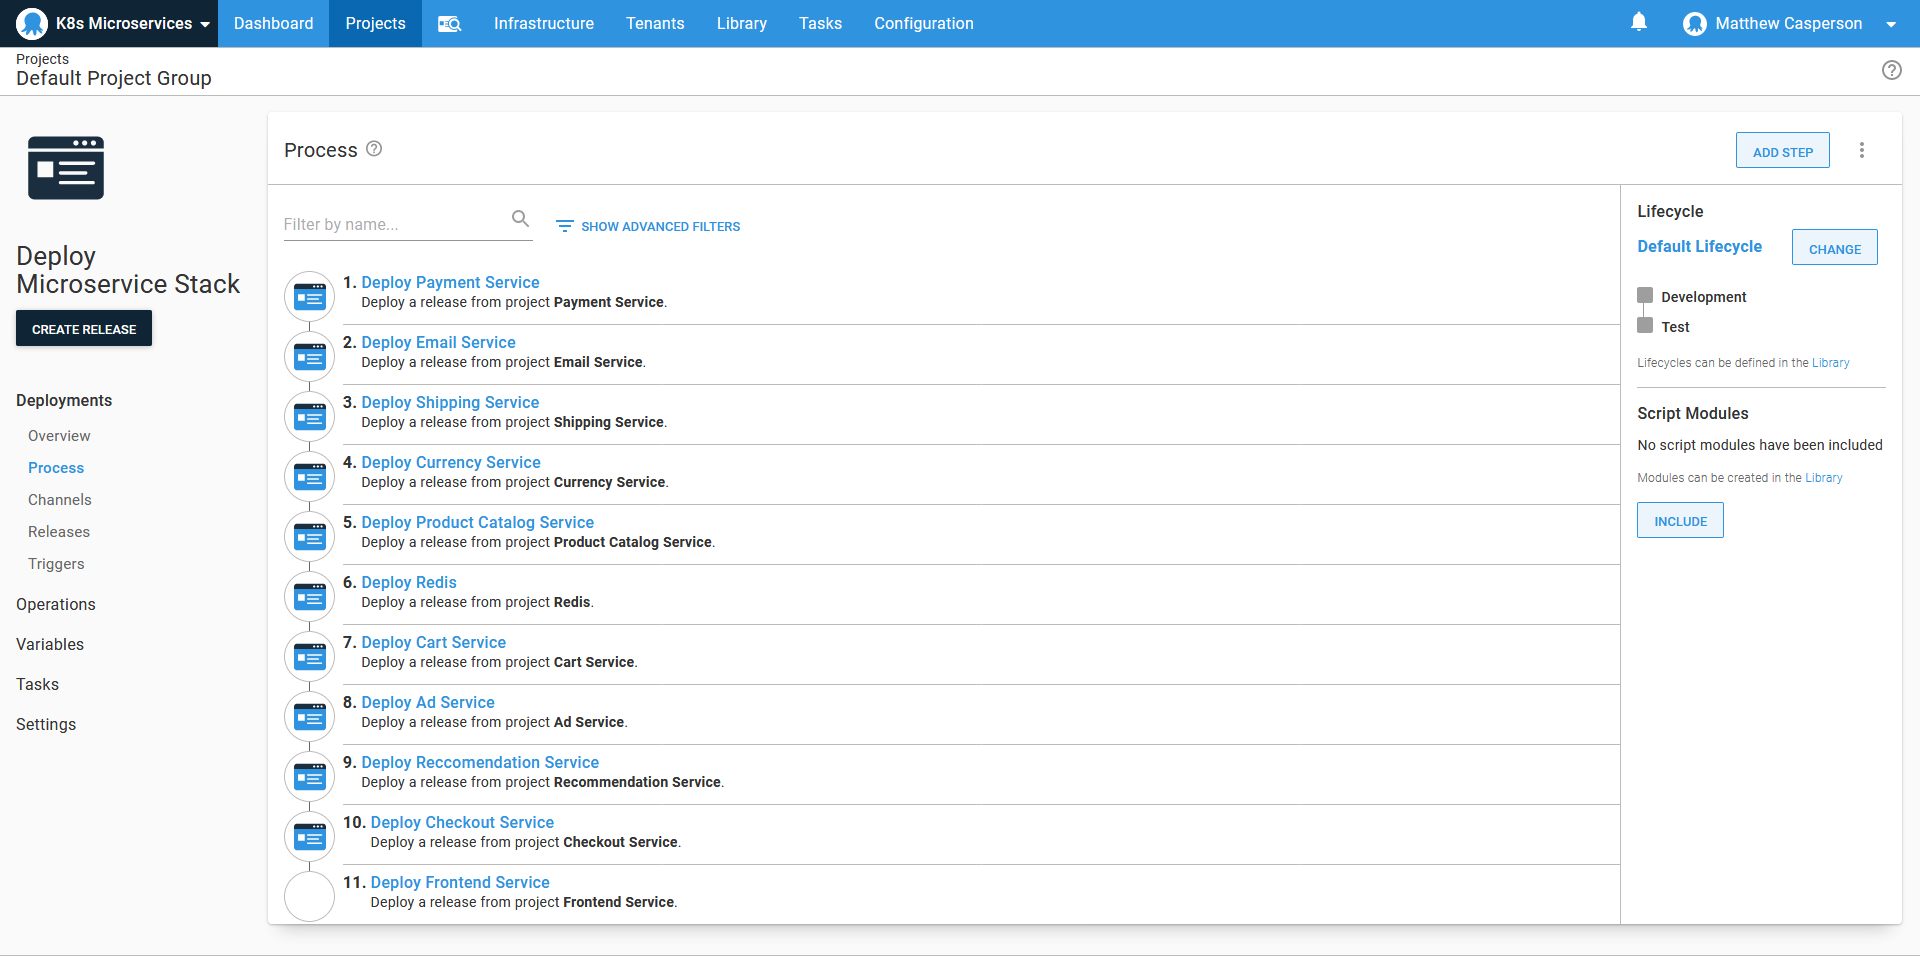 K8s Microservices Dashboard Projects Infrastructure Tenants Library Tasks Configuration Matthew Casperson
Projects
Default Project Group
Deploy
Microservice Stack
CREATE RELEASE
Deployments
Overview
Process
Channels
Releases
Triggers
Operations
Variables
Tasks
Settings
Process
ADD STEP
Filter by name...
SHOW ADVANCED FILTERS
1. Deploy Payment Service
Deploy a release from project Payment Service.
2. Deploy Email Service
Deploy a release from project Email Service.
3. Deploy Shipping Service
Deploy a release from project Shipping Service.
4. Deploy Currency Service
Deploy a release from project Currency Service.
5. Deploy Product Catalog Service
Deploy a release from project Product Catalog Service.
6. Deploy Redis
Deploy a release from project Redis.
7. Deploy Cart Service
Deploy a release from project Cart Service.
8. Deploy Ad Service
Deploy a release from project Ad Service.
9. Deploy Reccomendation Service
Deploy a release from project Recommendation Service.
10. Deploy Checkout Service
Deploy a release from project Checkout Service.
11. Deploy Frontend Service
Deploy a release from project Frontend Service.
Lifecycle
Default Lifecycle
CHANGE
Development
Test
Lifecycles can be defined in the Library
Script Modules
No script modules have been included
Modules can be created in the Library
INCLUDE